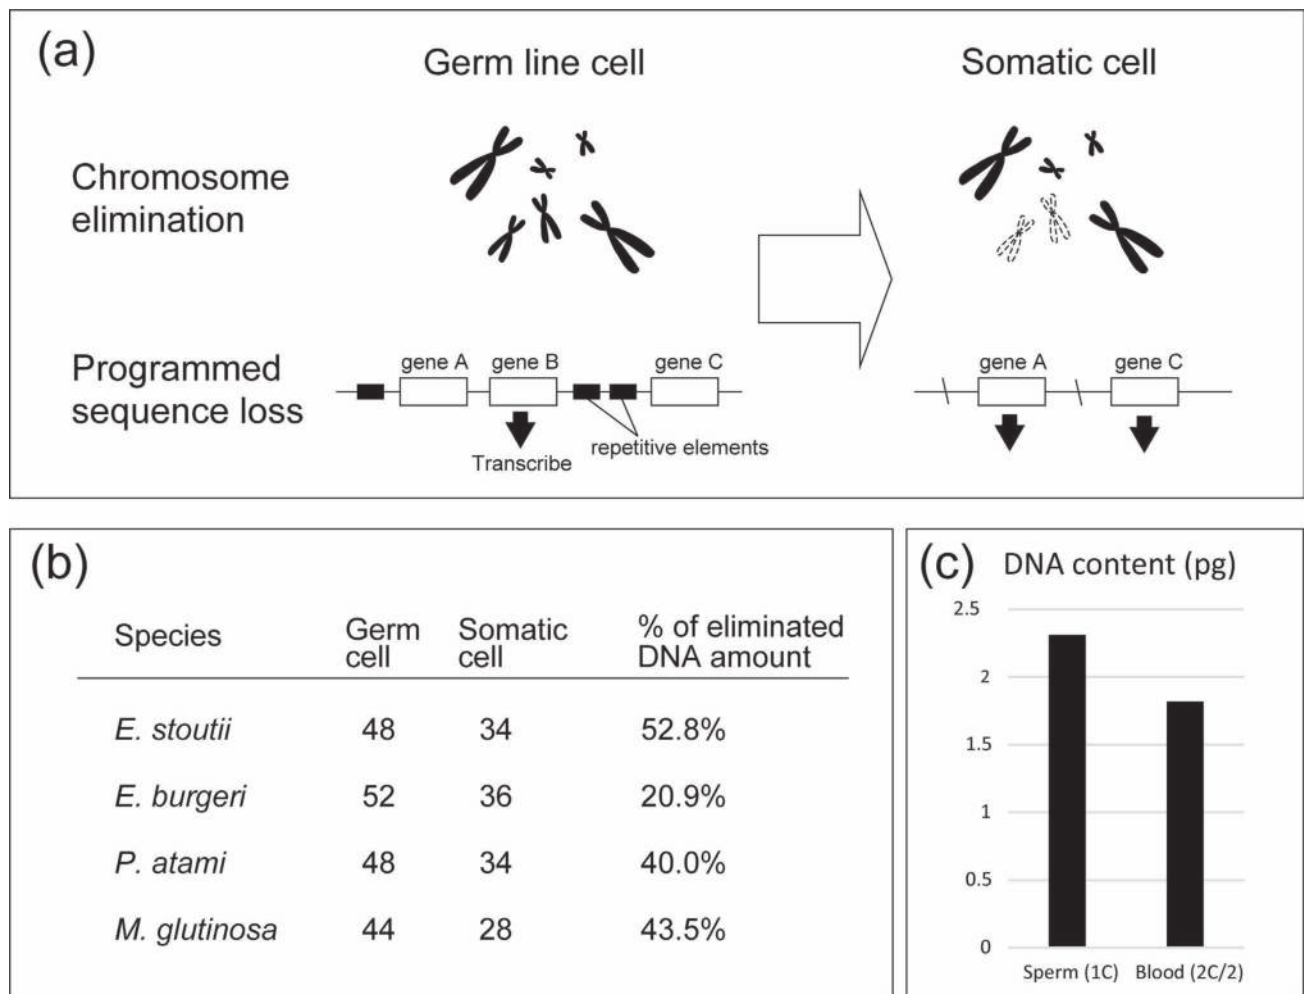 (a)
Germ line cell
Somatic cell
Chromosome
elimination
Programmed
sequence loss
gene A
gene B
gene C
Transcribe
repetitive elements
gene A
gene C
(b)
Species
Germ
cell
Somatic
cell
% of eliminated
DNA amount
E. stoutii 48 34 52.8%
E. burgeri 52 36 20.9%
P. atami 48 34 40.0%
M. glutinosa 44 28 43.5%
(c)
DNA content (pg)
2.5
2
1.5
1
0.5
0
Sperm (1C) Blood (2C/2)